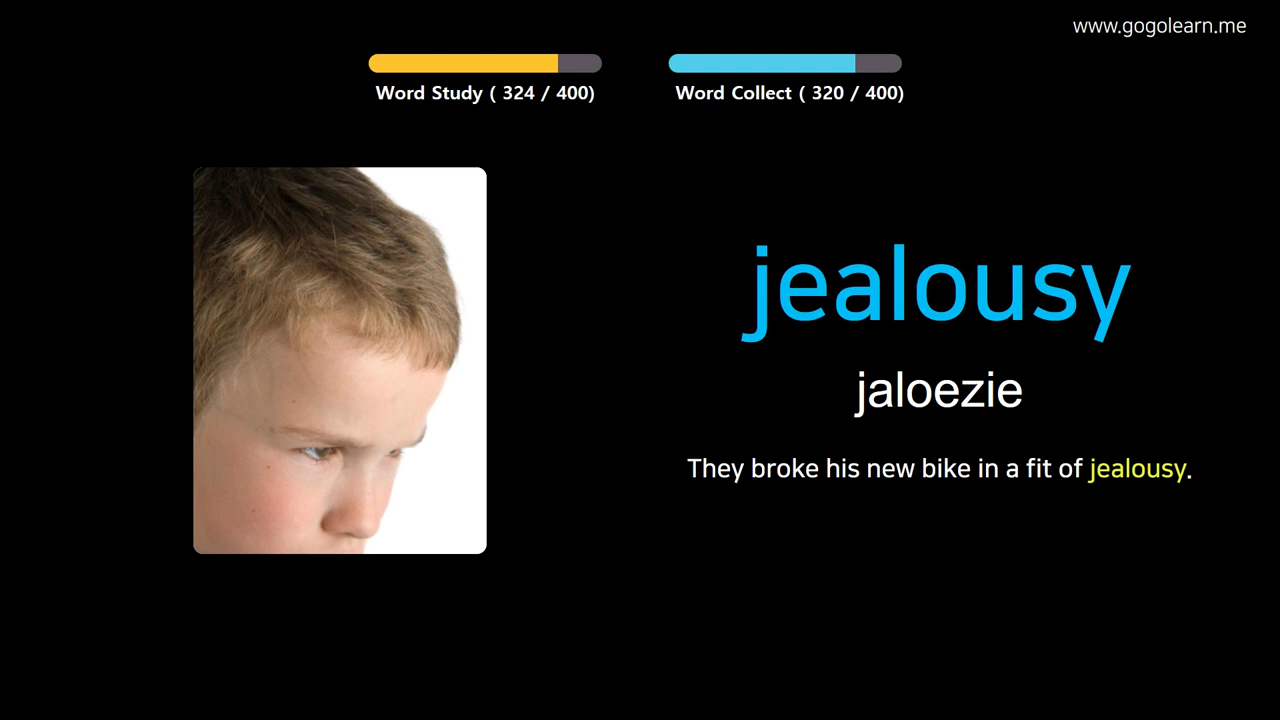 www.gogolearn.me
Word Study ( 324 / 400)
Word Collect ( 320 / 400)
jealousy
jaloezie
They broke his new bike in a fit of jealousy.